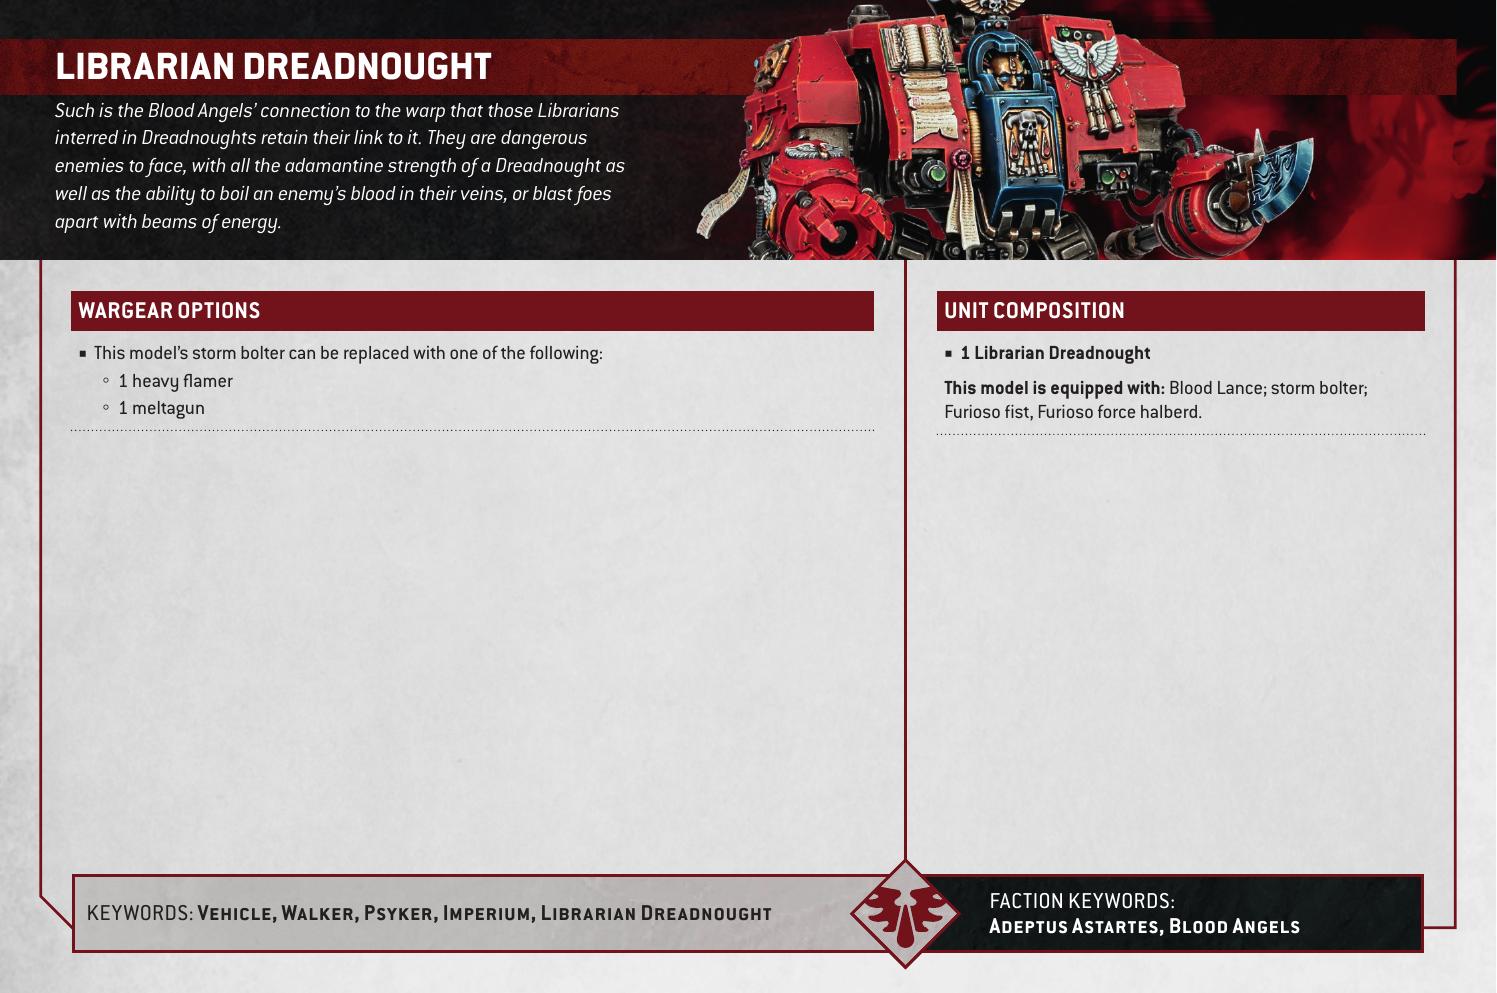 LIBRARIAN DREADNOUGHT
Such is the Blood Angels’ connection to the warp that those Librarians
interred in Dreadnoughts retain their link to it. They are dangerous
enemies to face, with all the adamantine strength of a Dreadnought as
well as the ability to boil an enemy’s blood in their veins, or blast foes
apart with beams of energy.
WARGEAR OPTIONS
■ This model’s storm bolter can be replaced with one of the following:
◦ 1 heavy flamer
◦ 1 meltagun
UNIT COMPOSITION
■ 1 Librarian Dreadnought
This model is equipped with: Blood Lance; storm bolter;
Furioso fist, Furioso force halberd.
KEYWORDS: Vehicle, Walker, Psyker, Imperium, Librarian Dreadnought
FACTION KEYWORDS:
Adeptus Astartes, Blood Angels